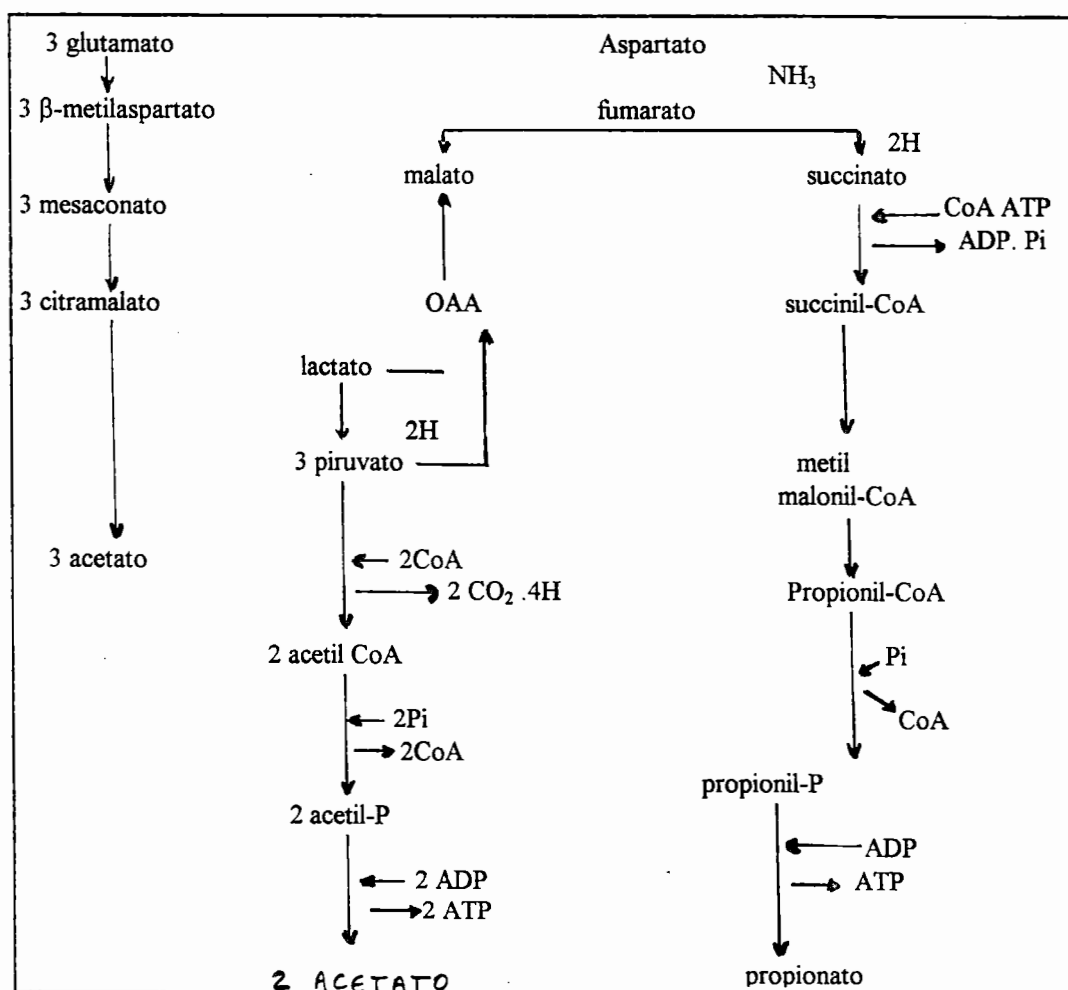 3 glutamato
Aspartato
NH₃
3 β-metilaspartato
fumarato
2H
malato
succinato
3 mesaconato
CoA ATP
ADP. Pi
3 citramalato
OAA
succinil-CoA
lactato
2H
3 piruvato
metil
malonil-CoA
3 acetato
2CoA
2 CO₂ .4H
Propionil-CoA
2 acetil CoA
Pi
CoA
2Pi
2CoA
propionil-P
2 acetil-P
ADP
ATP
2 ADP
2 ATP
2 ACETATO
propionato